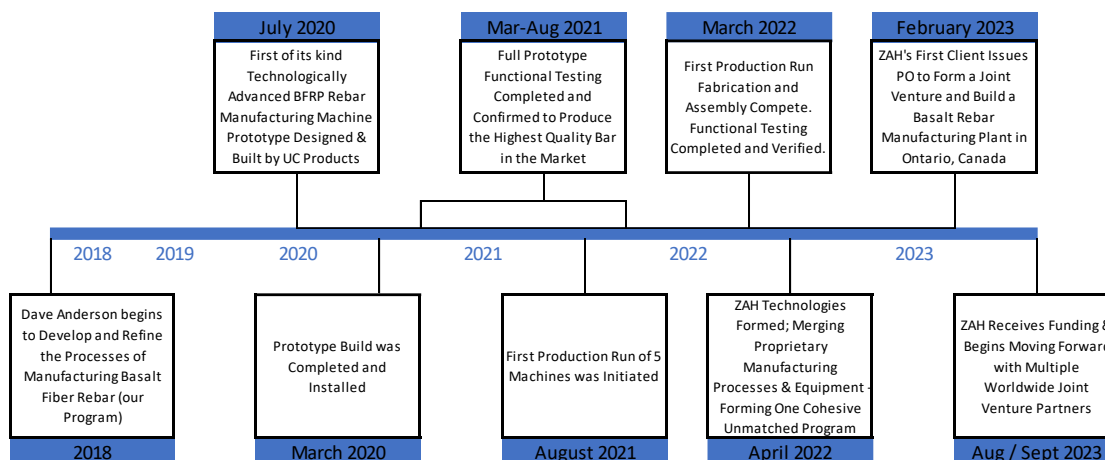 July 2020
First of its kind
Technologically
Advanced BFRP Rebar
Manufacturing Machine
Prototype Designed &
Built by UC Products
Mar-Aug 2021
Full Prototype
Functional Testing
Completed and
Confirmed to Produce
the Highest Quality Bar
in the Market
March 2022
First Production Run
Fabrication and
Assembly Compete.
Functional Testing
Completed and Verified.
February 2023
ZAH's First Client Issues
PO to Form a Joint
Venture and Build a
Basalt Rebar
Manufacturing Plant in
Ontario, Canada
2018
2019
2020
2021
2022
2023
Dave Anderson begins
to Develop and Refine
the Processes of
Manufacturing Basalt
Fiber Rebar (our
Program)
2018
Prototype Build was
Completed and
Installed
March 2020
First Production Run of 5
Machines was Initiated
August 2021
ZAH Technologies
Formed; Merging
Proprietary
Manufacturing
Processes & Equipment -
Forming One Cohesive
Unmatched Program
April 2022
ZAH Receives Funding &
Begins Moving Forward
with Multiple
Worldwide Joint
Venture Partners
Aug / Sept 2023